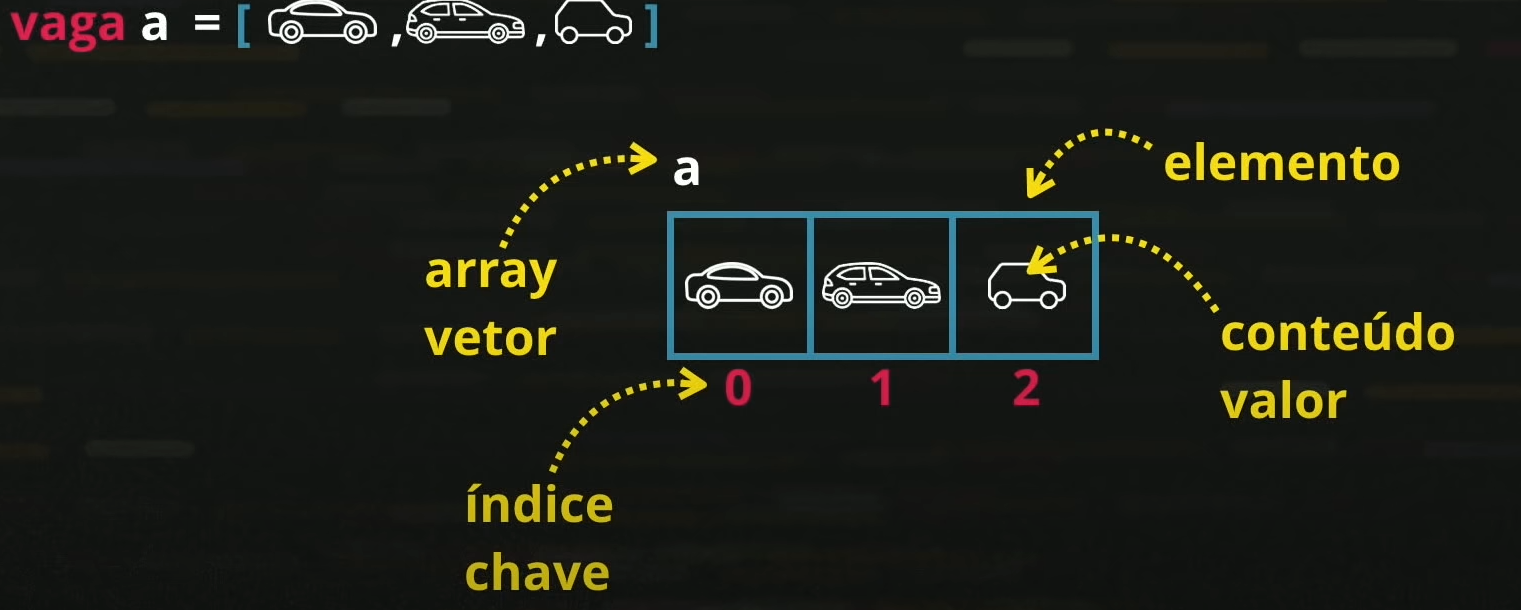 vaga a = [ , , ]
a
elemento
array
vetor
conteúdo
valor
0 1 2
índice
chave